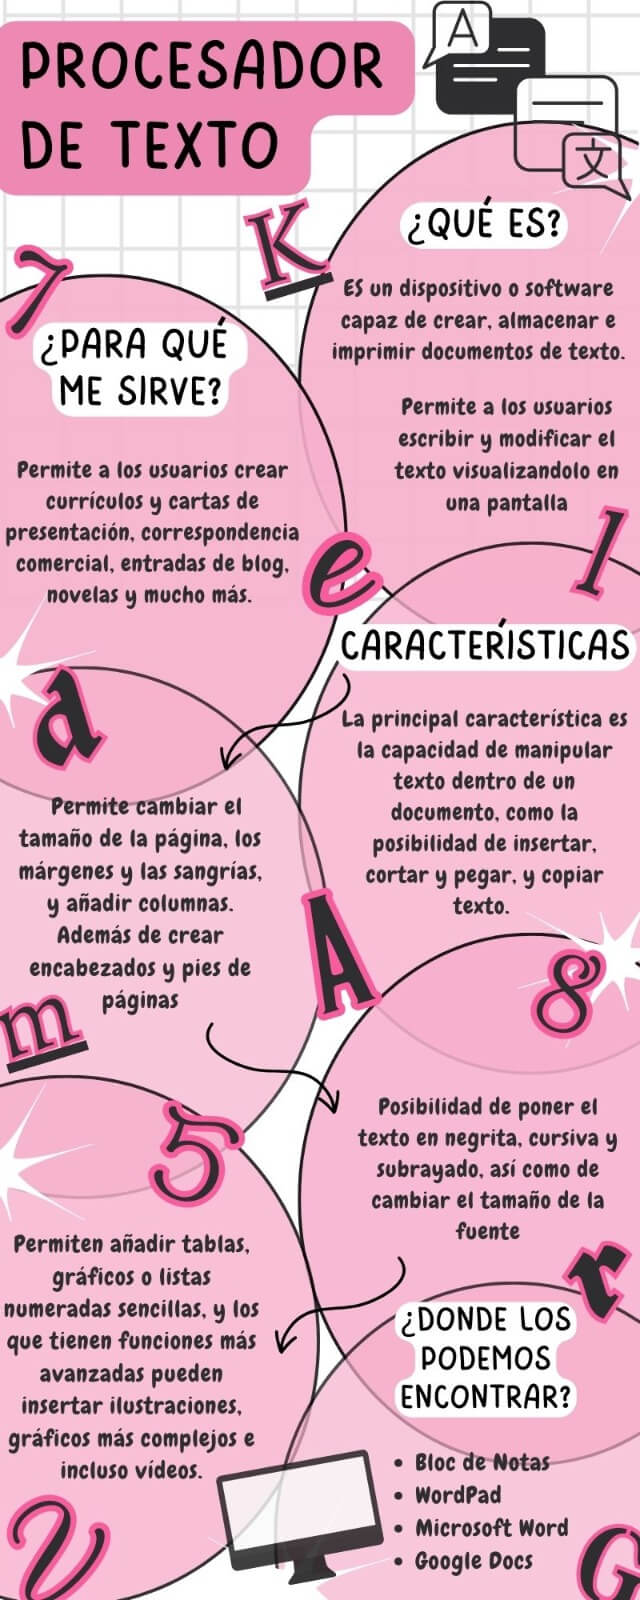 PROCESADOR
DE TEXTO
A
文
K
7
¿QUÉ ES?
ES un dispositivo o software
capaz de crear, almacenar e
imprimir documentos de texto.
Permite a los usuarios
escribir y modificar el
texto visualizandolo en
una pantalla
¿PARA QUÉ
ME SIRVE?
Permite a los usuarios crear
currículos y cartas de
presentación, correspondencia
comercial, entradas de blog,
novelas y mucho más.
e
l
CARACTERÍSTICAS
La principal característica es
la capacidad de manipular
texto dentro de un
documento, como la
posibilidad de insertar,
cortar y pegar, y copiar
texto.
d
Permite cambiar el
tamaño de la página, los
márgenes y las sangrías,
y añadir columnas.
Además de crear
encabezados y pies de
páginas
A
8
m
Posibilidad de poner el
texto en negrita, cursiva y
subrayado, así como de
cambiar el tamaño de la
fuente
5
Permiten añadir tablas,
gráficos o listas
numeradas sencillas, y los
que tienen funciones más
avanzadas pueden
insertar ilustraciones,
gráficos más complejos e
incluso vídeos.
r
¿DONDE LOS
PODEMOS
ENCONTRAR?
• Bloc de Notas
• WordPad
• Microsoft Word
• Google Docs
V
G